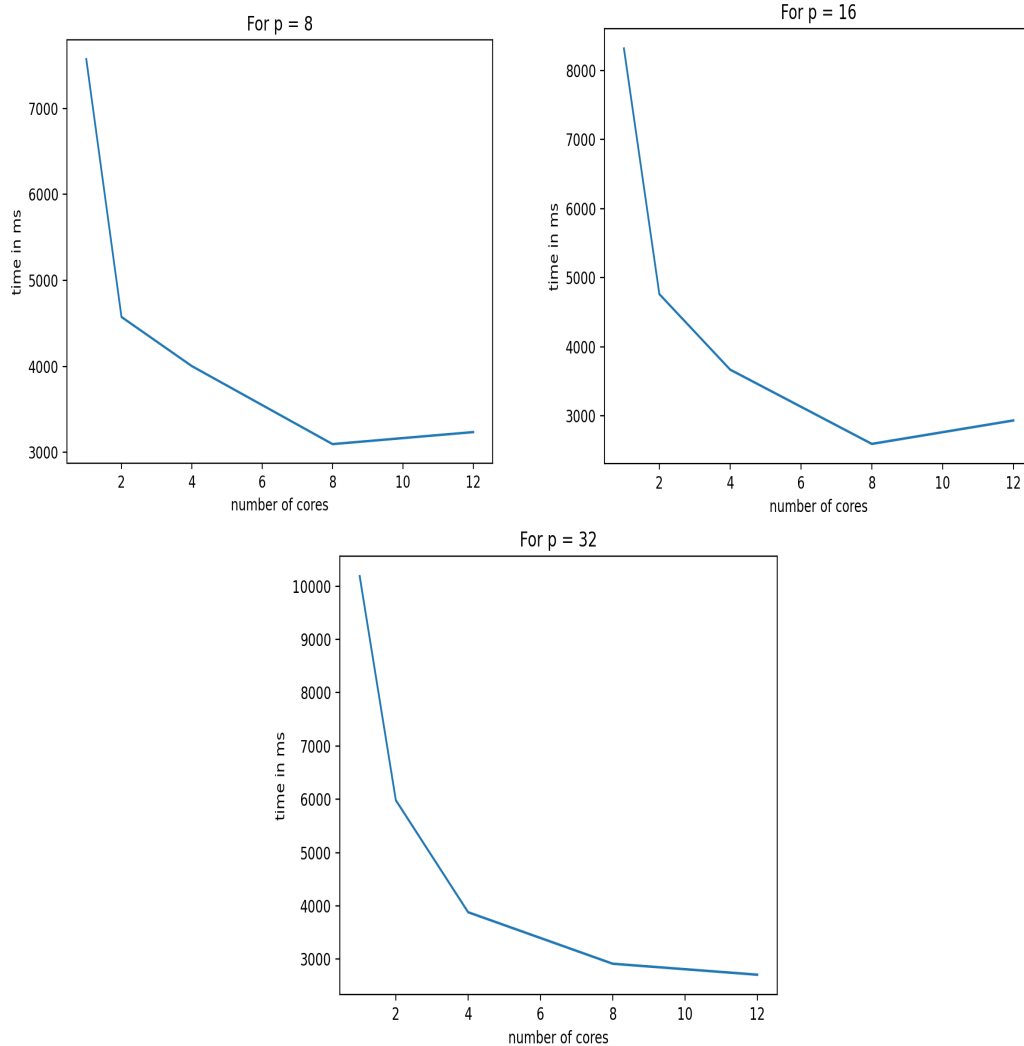 For p = 8
7000
6000
5000
4000
3000
time in ms
2 4 6 8 10 12
number of cores
For p = 16
8000
7000
6000
5000
4000
3000
time in ms
2 4 6 8 10 12
number of cores
For p = 32
10000
9000
8000
7000
6000
5000
4000
3000
time in ms
2 4 6 8 10 12
number of cores